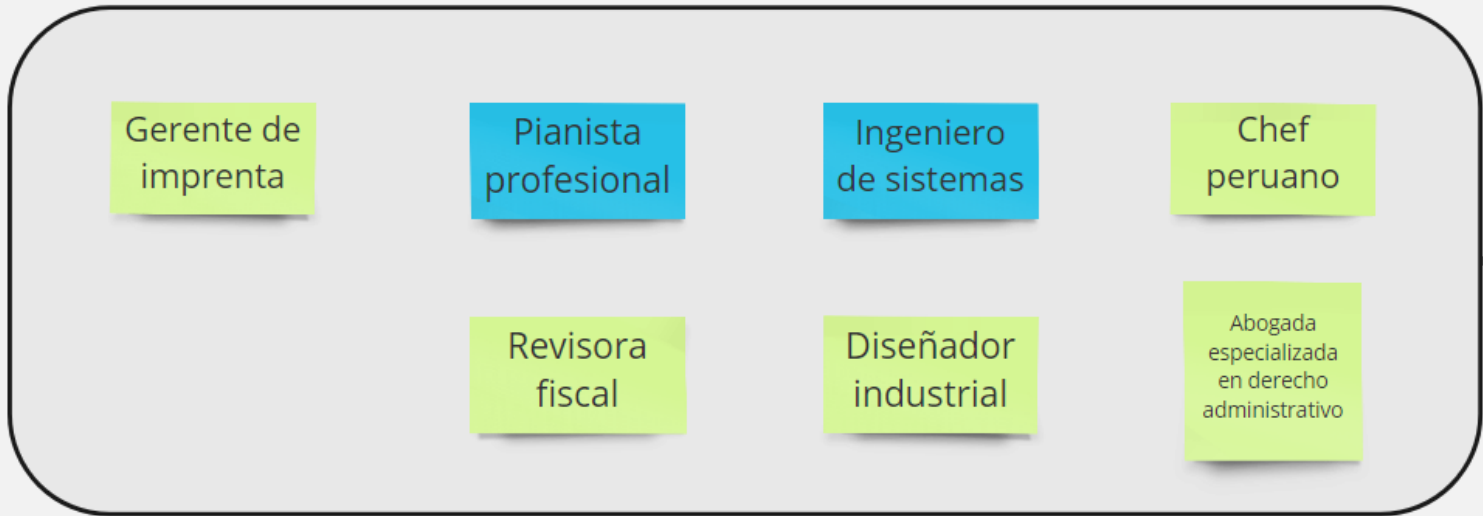 Gerente de
imprenta
Pianista
profesional
Ingeniero
de sistemas
Chef
peruano
Revisora
fiscal
Diseñador
industrial
Abogada
especializada
en derecho
administrativo